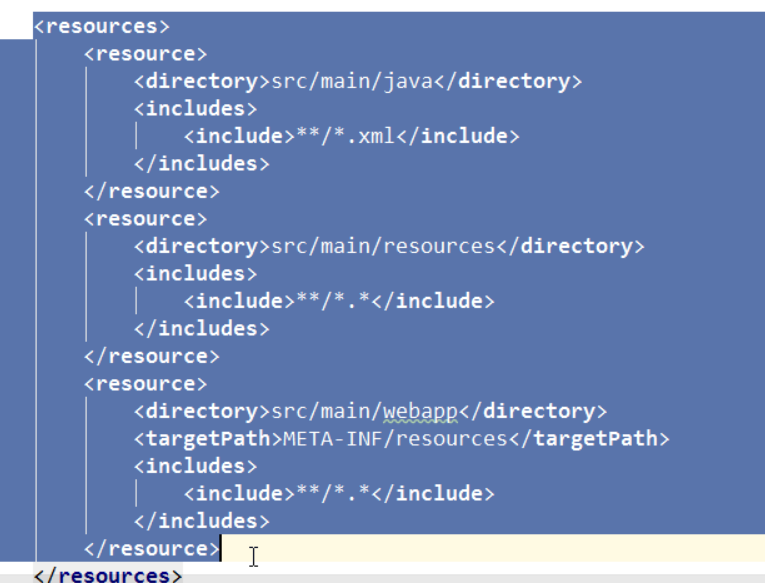 <resources>
<resource>
<directory>src/main/java</directory>
<includes>
<include>**/*.xml</include>
</includes>
</resource>
<resource>
<directory>src/main/resources</directory>
<includes>
<include>**/*.*</include>
</includes>
</resource>
<resource>
<directory>src/main/webapp</directory>
<targetPath>META-INF/resources</targetPath>
<includes>
<include>**/*.*</include>
</includes>
</resource>
</resources>